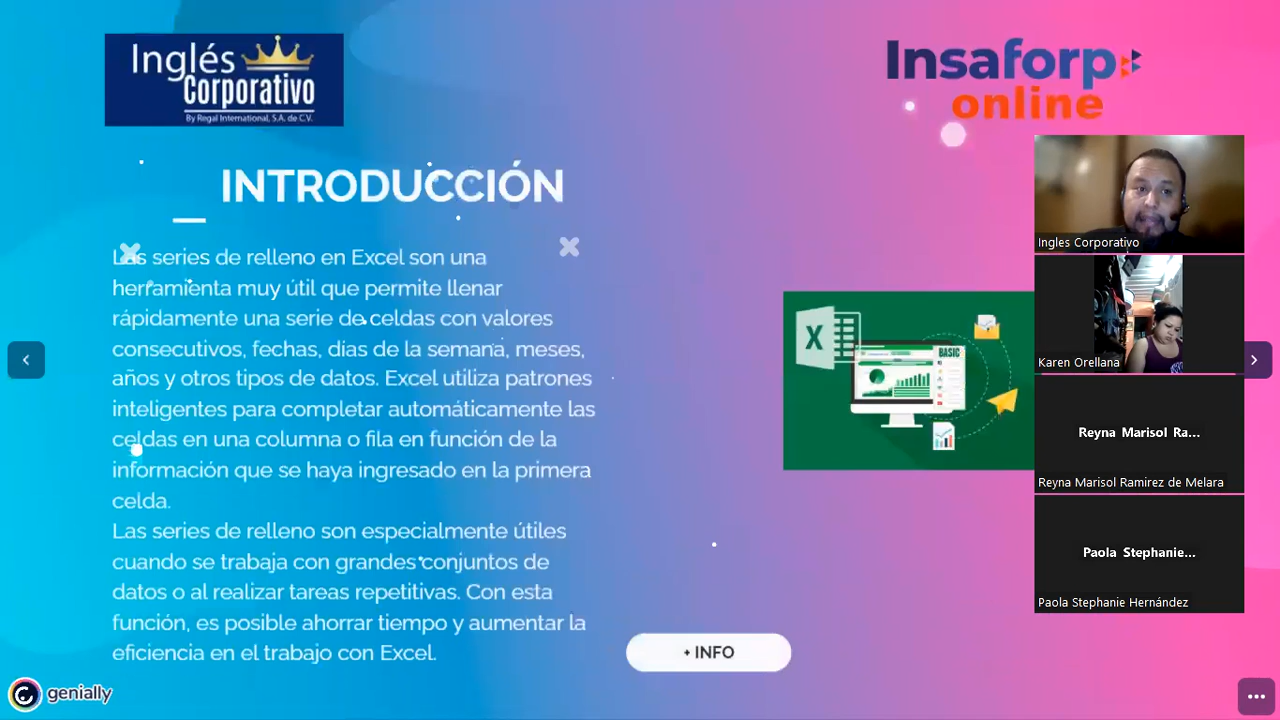 Inglés
Corporativo
By Regal International, S.A. de C.V.
Insaforp
online
INTRODUCCIÓN
Las series de relleno en Excel son una
herramienta muy útil que permite llenar
rápidamente una serie de celdas con valores
consecutivos, fechas, días de la semana, meses,
años y otros tipos de datos. Excel utiliza patrones
inteligentes para completar automáticamente las
celdas en una columna o fila en función de la
información que se haya ingresado en la primera
celda.
Las series de relleno son especialmente útiles
cuando se trabaja con grandes conjuntos de
datos o al realizar tareas repetitivas. Con esta
función, es posible ahorrar tiempo y aumentar la
eficiencia en el trabajo con Excel.
X
BASIC
+ INFO
genially
Ingles Corporativo
Karen Orellana
Reyna Marisol Ra...
Reyna Marisol Ramirez de Melara
Paola Stephanie...
Paola Stephanie Hernández